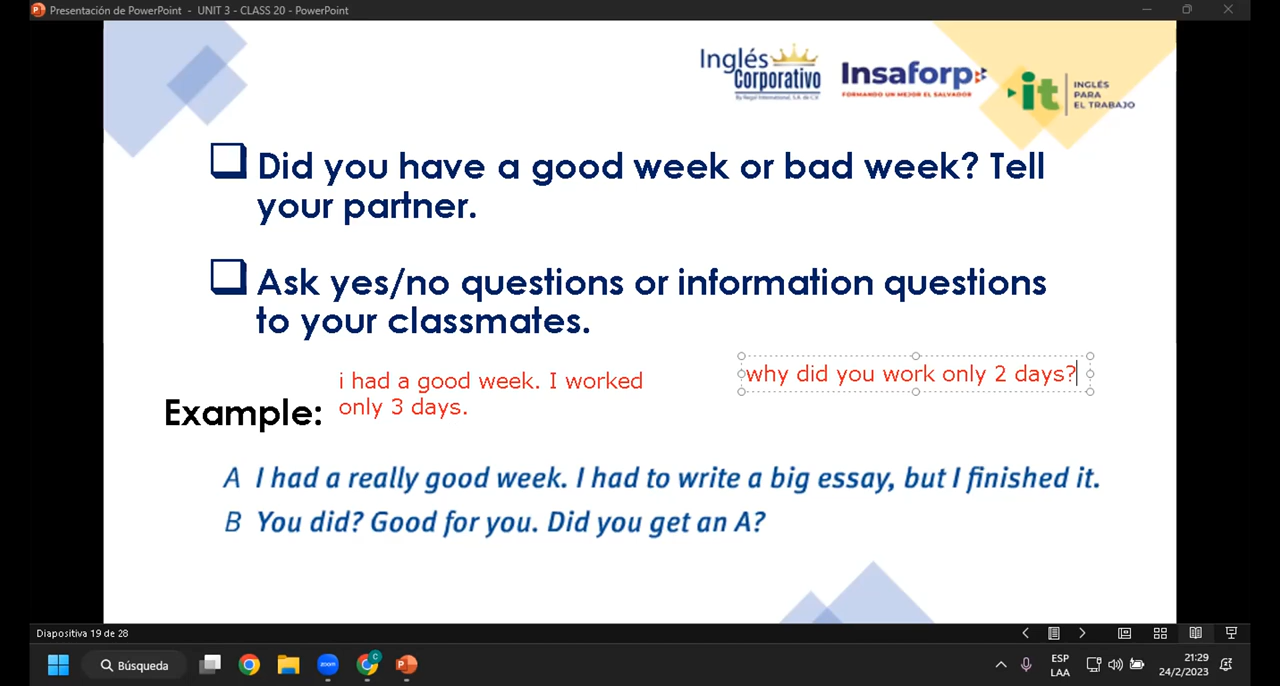 Presentación de PowerPoint - UNIT 3 - CLASS 20 - PowerPoint
Inglés
Corporativo
By Regal International, S.A. de C.V.
Insaforp
FORMANDO UN MEJOR EL SALVADOR
it
INGLÉS
PARA
EL TRABAJO
Did you have a good week or bad week? Tell
your partner.
Ask yes/no questions or information questions
to your classmates.
i had a good week. I worked
only 3 days.
why did you work only 2 days?
Example:
A I had a really good week. I had to write a big essay, but I finished it.
B You did? Good for you. Did you get an A?
Diapositiva 19 de 28
Búsqueda
zoom
C
P
ESP
LAA
21:29
24/2/2023